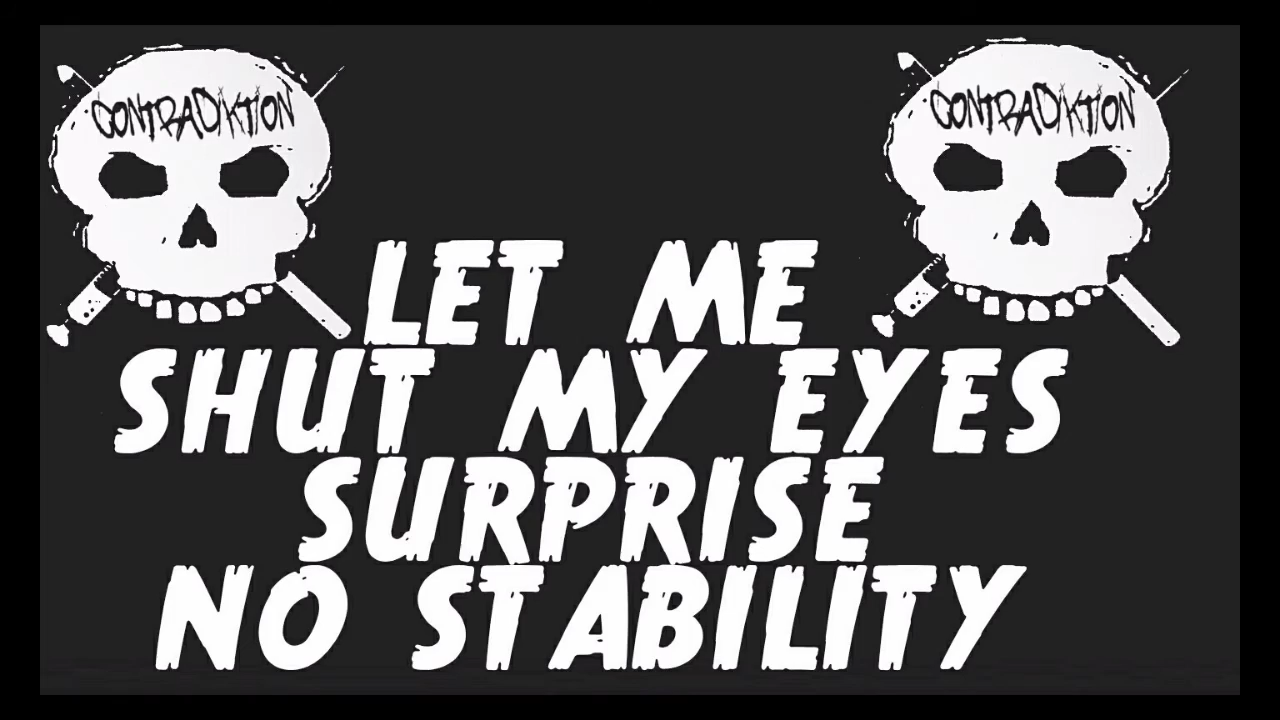 CONTRADIKTION
CONTRADIKTION
LET ME
SHUT MY EYES
SURPRISE
NO STABILITY